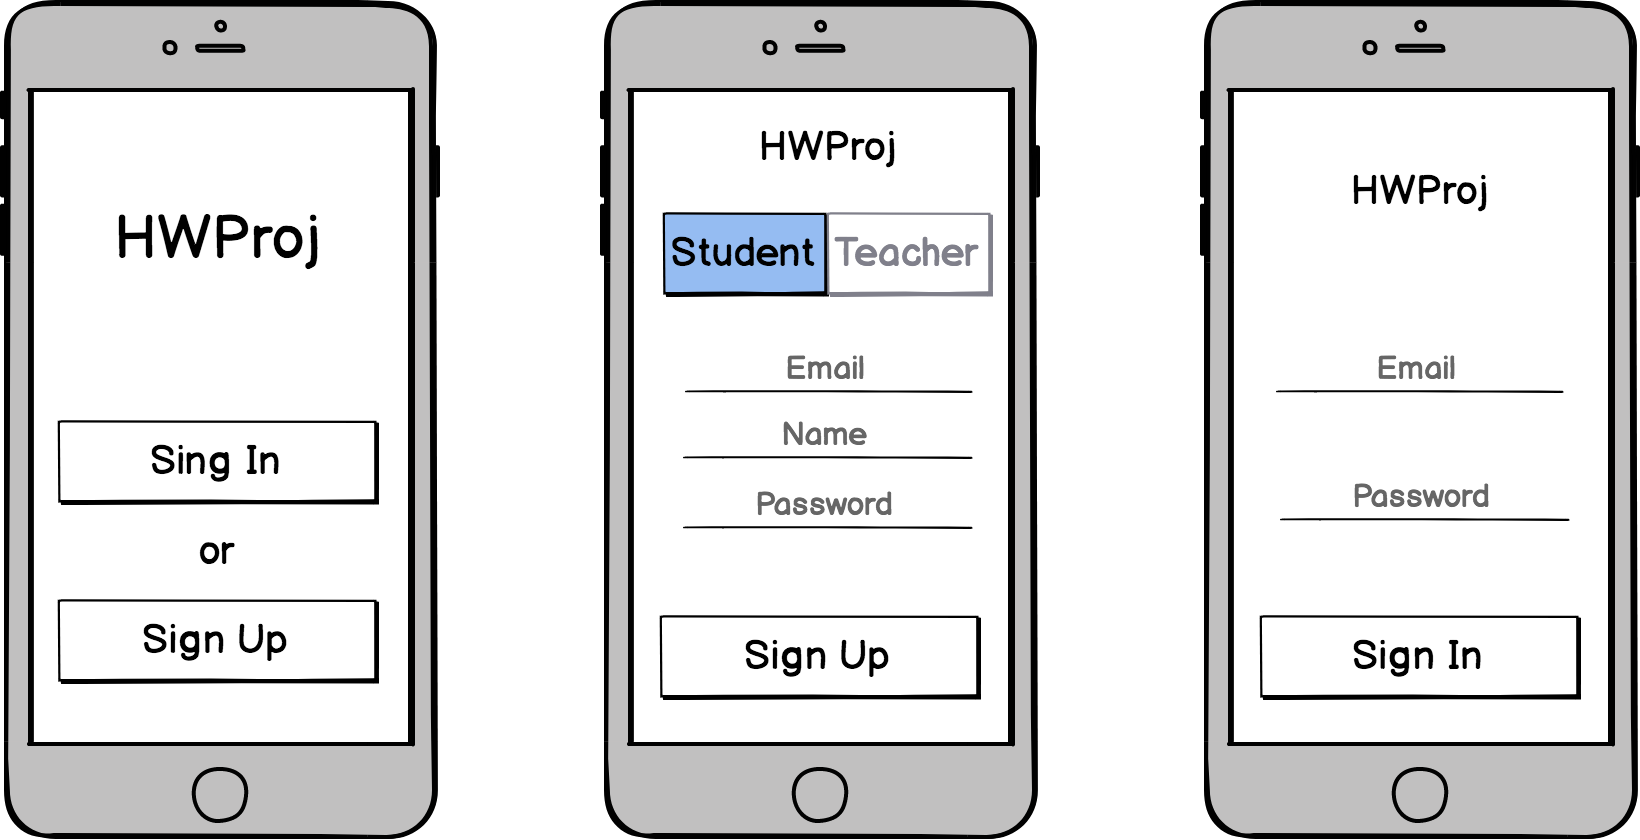 HWProj
Sing In
or
Sign Up
HWProj
Student Teacher
Email
Name
Password
Sign Up
HWProj
Email
Password
Sign In